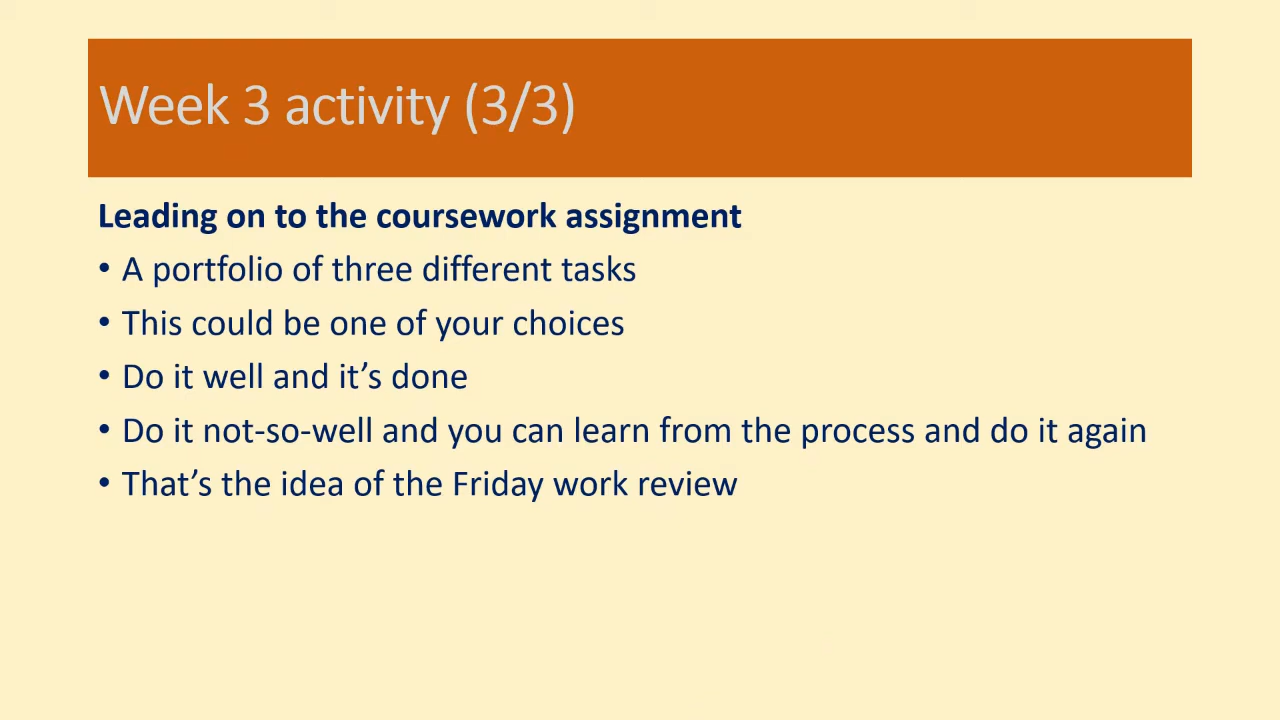 Week 3 activity (3/3)
Leading on to the coursework assignment
• A portfolio of three different tasks
• This could be one of your choices
• Do it well and it’s done
• Do it not-so-well and you can learn from the process and do it again
• That’s the idea of the Friday work review